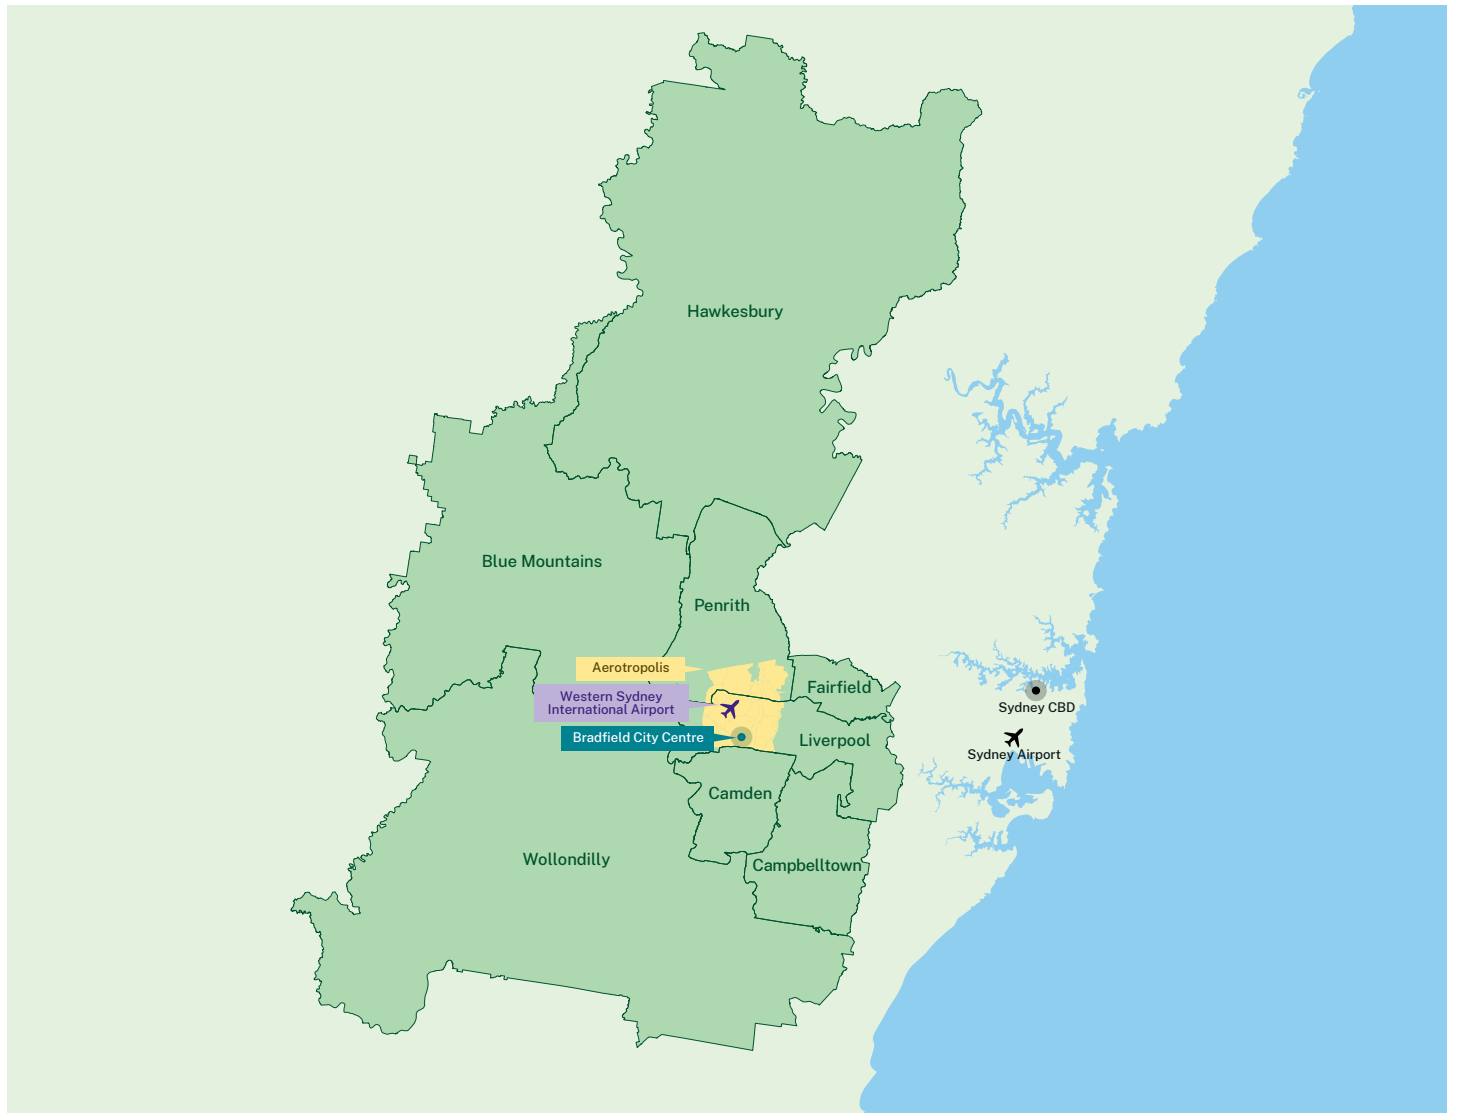 Hawkesbury
Blue Mountains
Penrith
Aerotropolis
Fairfield
Western Sydney
International Airport
Sydney CBD
Bradfield City Centre
Liverpool
Sydney Airport
Camden
Wollondilly
Campbelltown